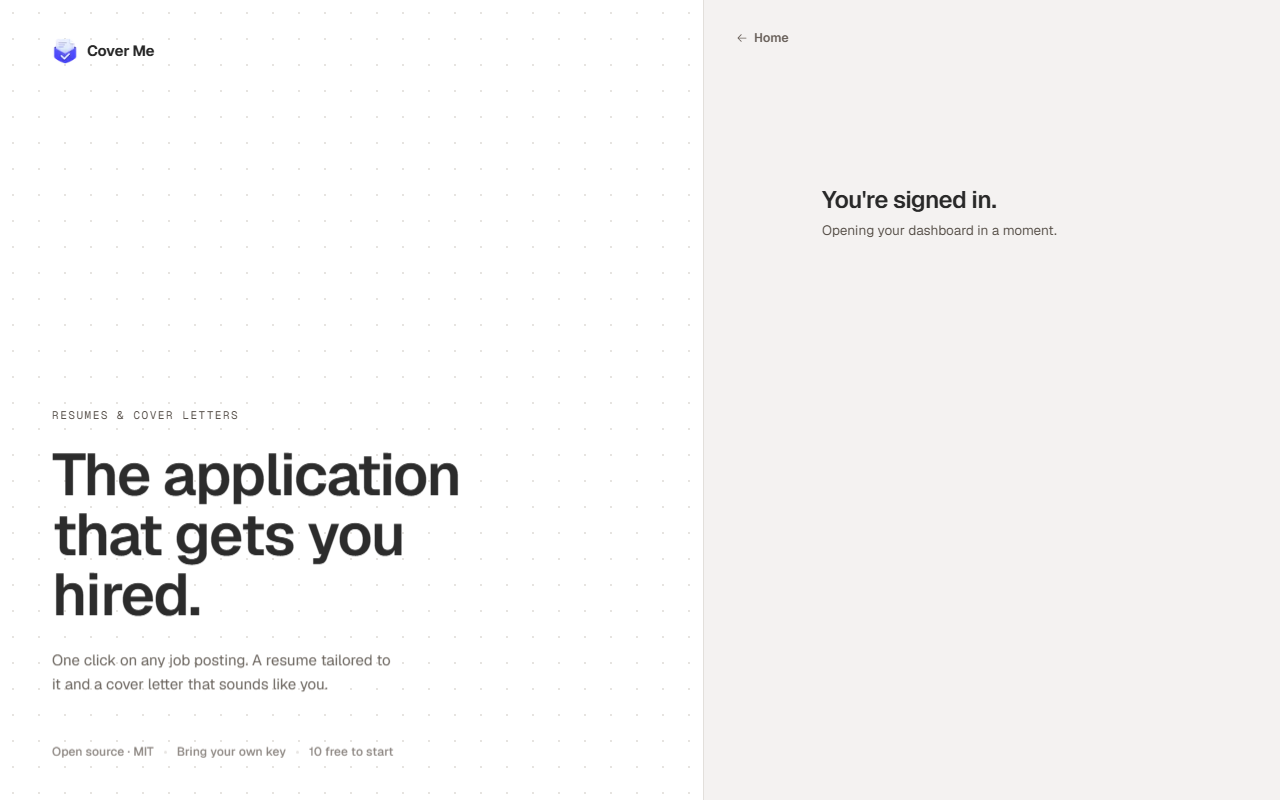 Cover Me
RESUMES & COVER LETTERS
The application
that gets you
hired.
One click on any job posting. A resume tailored to
it and a cover letter that sounds like you.
Open source · MIT · Bring your own key · 10 free to start
← Home
You're signed in.
Opening your dashboard in a moment.